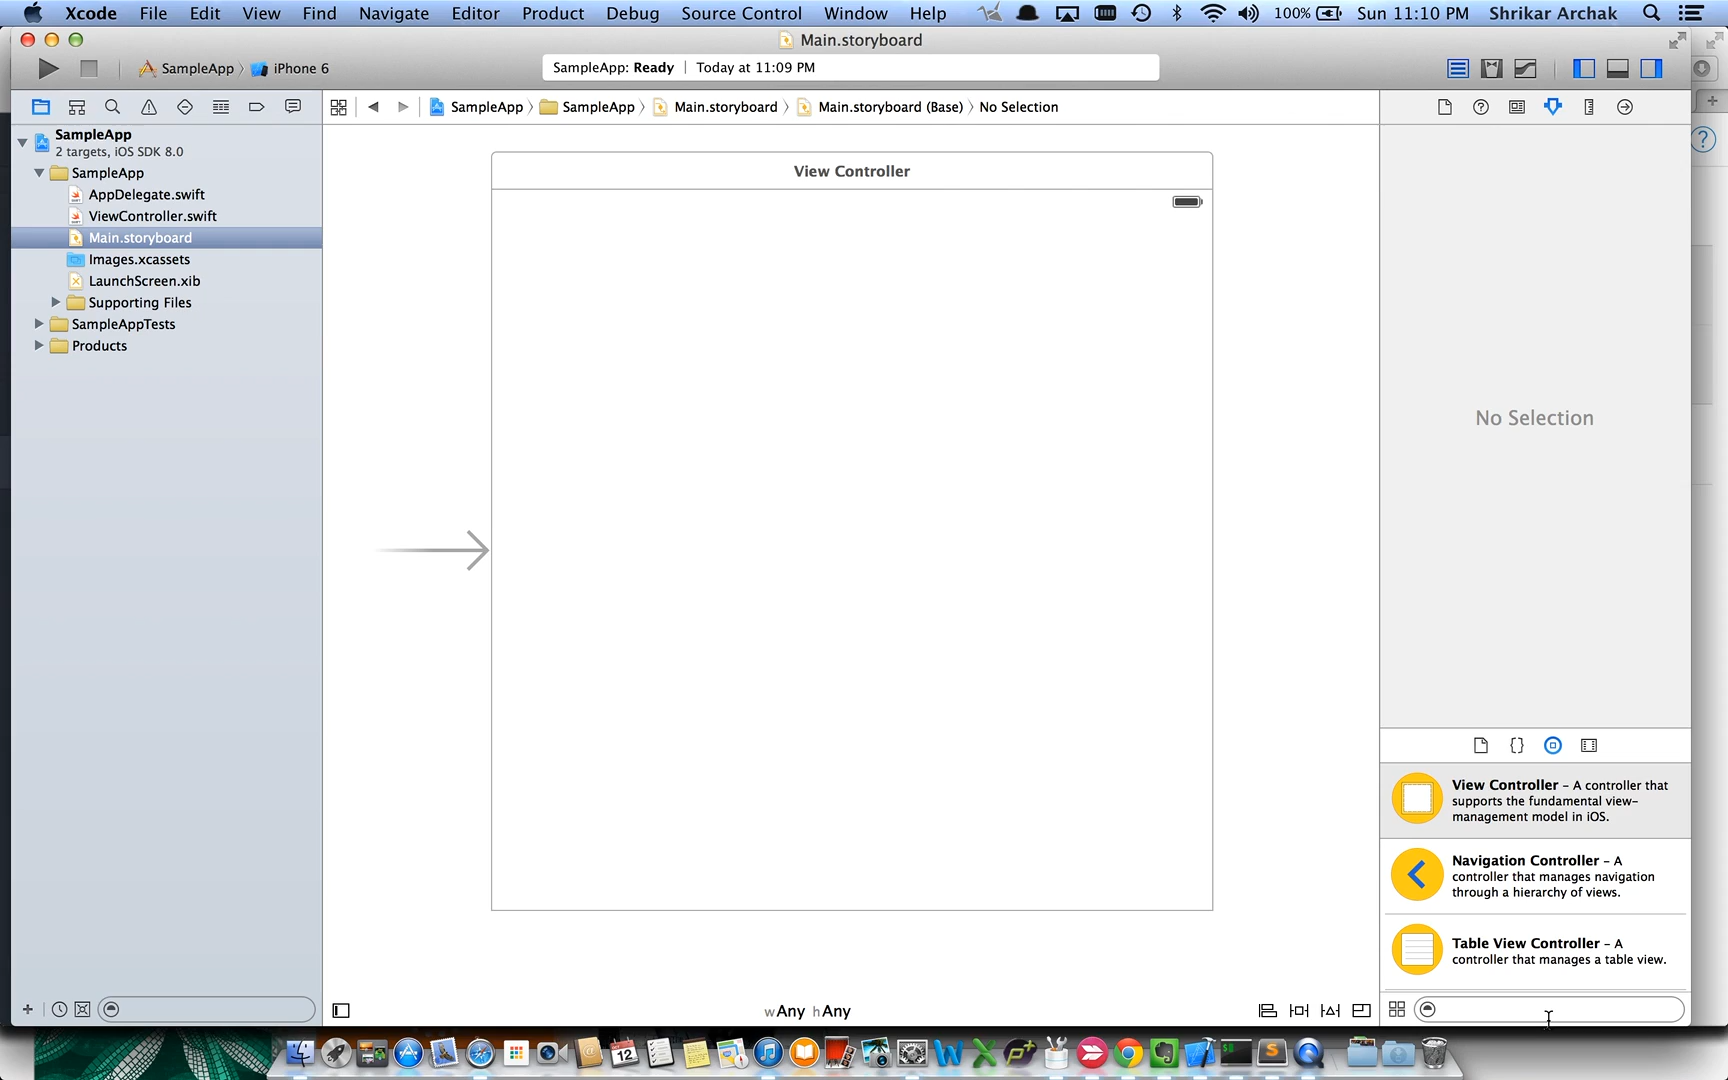 Xcode File Edit View Find Navigate Editor Product Debug Source Control Window Help 100% Sun 11:10 PM Shrikar Archak
Main.storyboard
SampleApp iPhone 6
SampleApp: Ready | Today at 11:09 PM
SampleApp SampleApp Main.storyboard Main.storyboard (Base) No Selection
SampleApp
2 targets, iOS SDK 8.0
SampleApp
AppDelegate.swift
ViewController.swift
Main.storyboard
Images.xcassets
LaunchScreen.xib
Supporting Files
SampleAppTests
Products
View Controller
No Selection
View Controller – A controller that
supports the fundamental view-
management model in iOS.
Navigation Controller – A
controller that manages navigation
through a hierarchy of views.
Table View Controller – A
controller that manages a table view.
wAny hAny
12